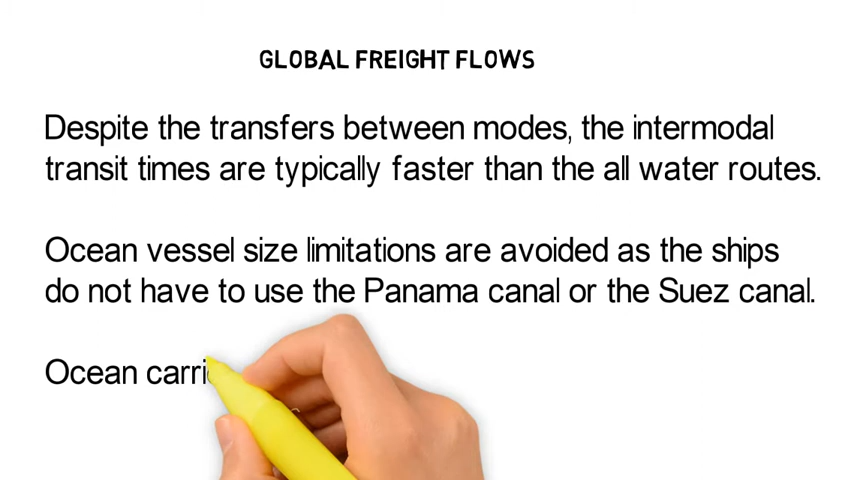 GLOBAL FREIGHT FLOWS
Despite the transfers between modes, the intermodal
transit times are typically faster than the all water routes.
Ocean vessel size limitations are avoided as the ships
do not have to use the Panama canal or the Suez canal.
Ocean